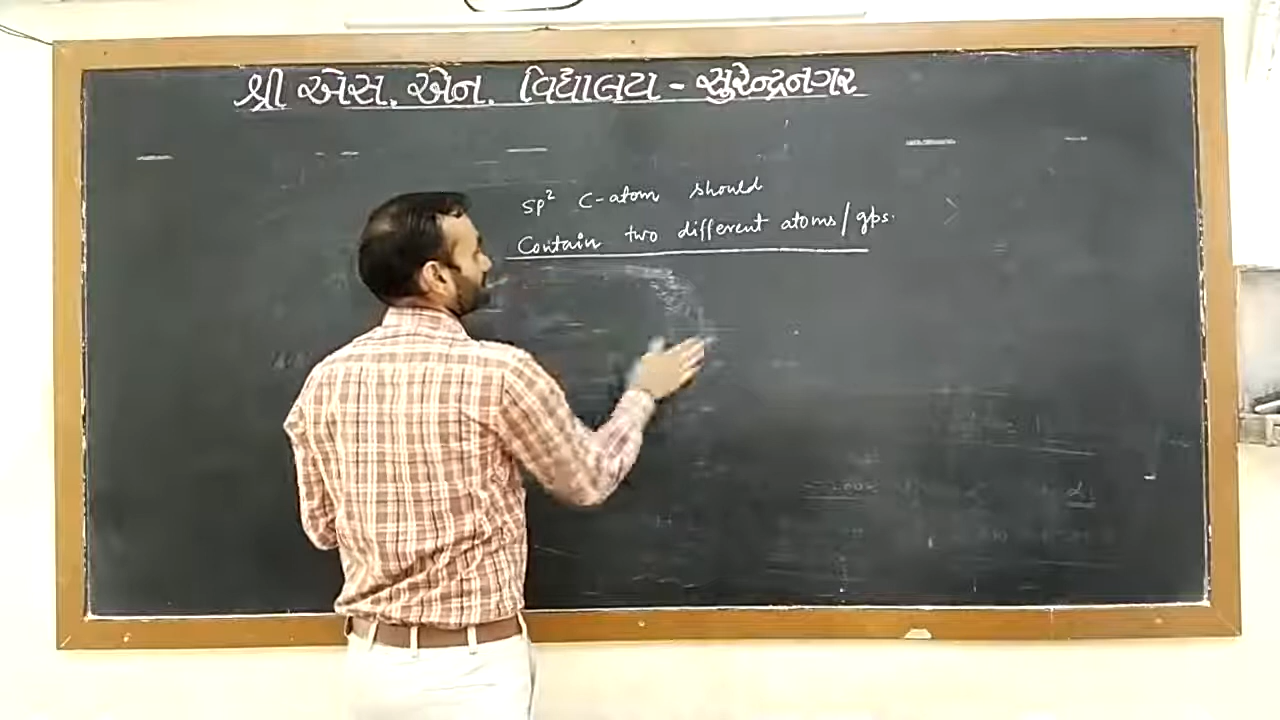 શ્રી એસ. એન. વિદ્યાલય - સુરેન્દ્રનગર
sp² C-atom should
Contain two different atoms/gps.